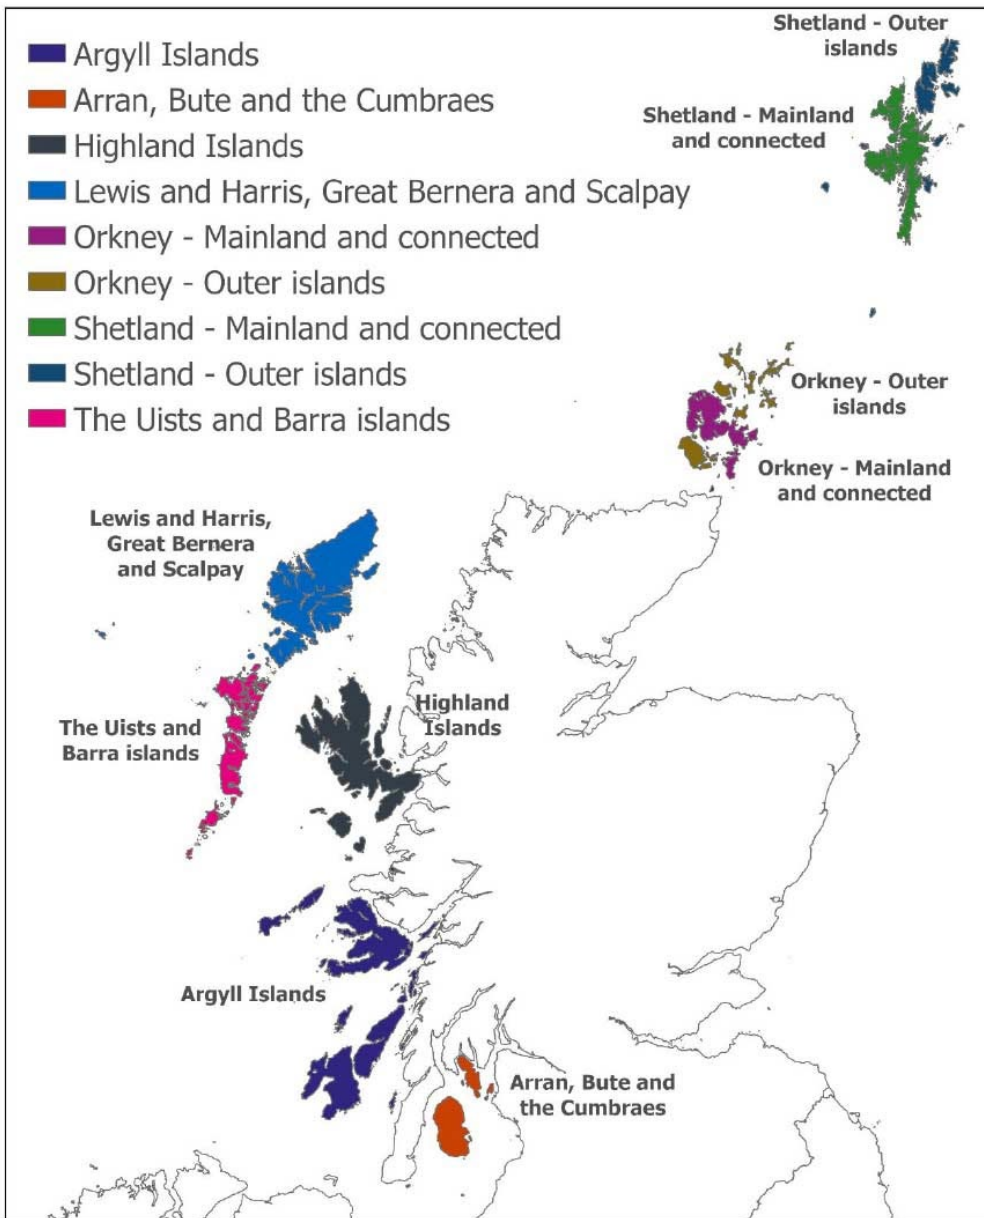 Argyll Islands
Arran, Bute and the Cumbraes
Highland Islands
Lewis and Harris, Great Bernera and Scalpay
Orkney - Mainland and connected
Orkney - Outer islands
Shetland - Mainland and connected
Shetland - Outer islands
The Uists and Barra islands
Shetland - Outer
islands
Shetland - Mainland
and connected
Orkney - Outer
islands
Orkney - Mainland
and connected
Lewis and Harris,
Great Bernera
and Scalpay
Highland
Islands
The Uists and
Barra islands
Argyll Islands
Arran, Bute and
the Cumbraes